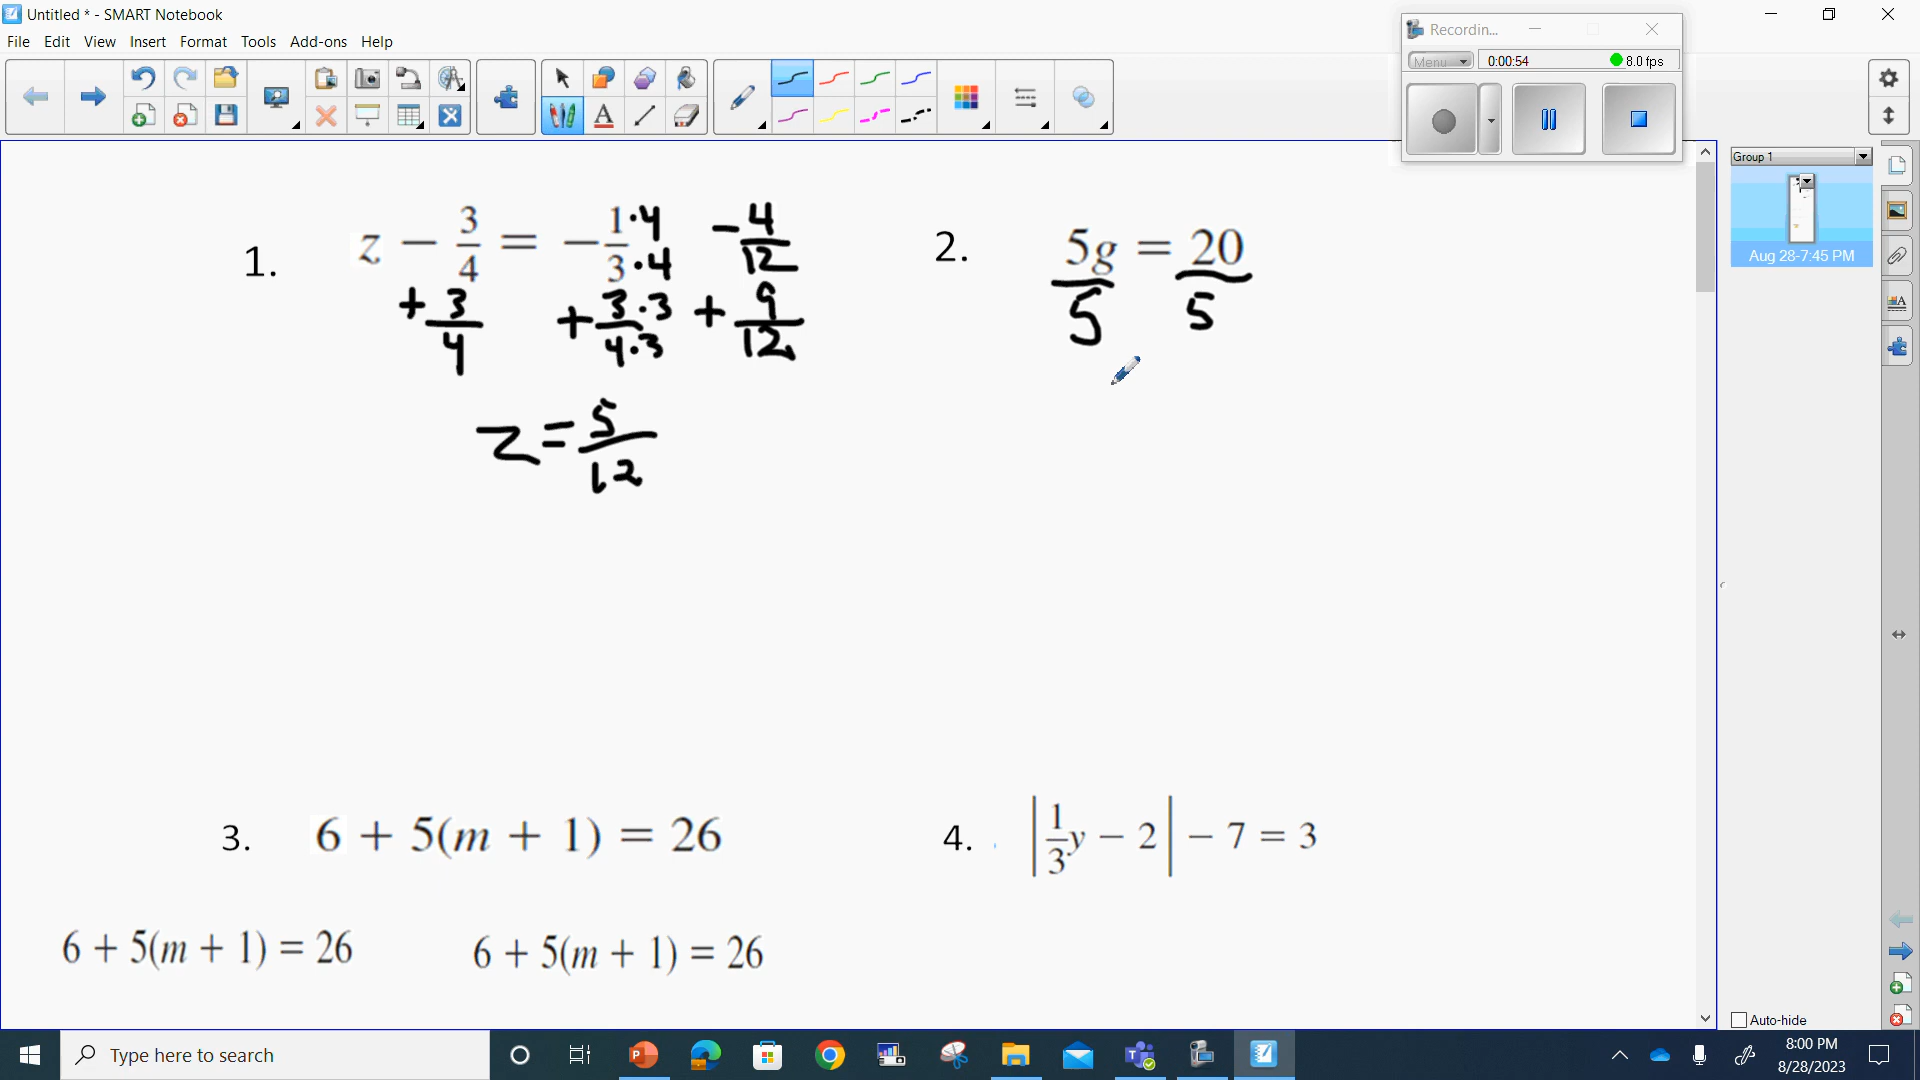 Untitled * - SMART Notebook
File Edit View Insert Format Tools Add-ons Help
Recordin...
Menu 0:00:54 8.0 fps
Group 1
Aug 28-7:45 PM
1. z − 3/4 = −1/3 ·4/·4 −4/12
+3/4 +3·3/4·3 +9/12
z = 5/12
2. 5g = 20
5 5
3. 6 + 5(m + 1) = 26
4. |1/3 y − 2| − 7 = 3
6 + 5(m + 1) = 26 6 + 5(m + 1) = 26
Auto-hide
Type here to search
8:00 PM
8/28/2023